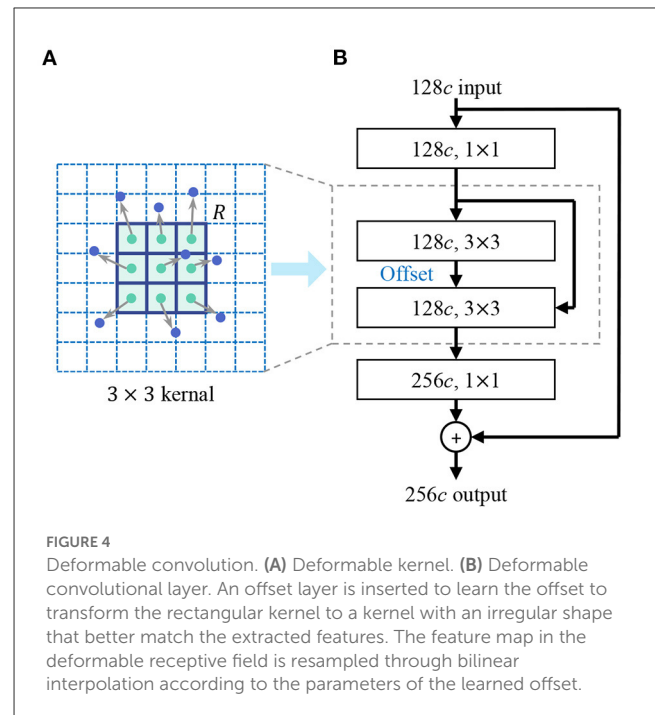 A
B
128c input
128c, 1×1
R
128c, 3×3
Offset
128c, 3×3
256c, 1×1
3 × 3 kernal
+
256c output
FIGURE 4
Deformable convolution. (A) Deformable kernel. (B) Deformable
convolutional layer. An offset layer is inserted to learn the offset to
transform the rectangular kernel to a kernel with an irregular shape
that better match the extracted features. The feature map in the
deformable receptive field is resampled through bilinear
interpolation according to the parameters of the learned offset.